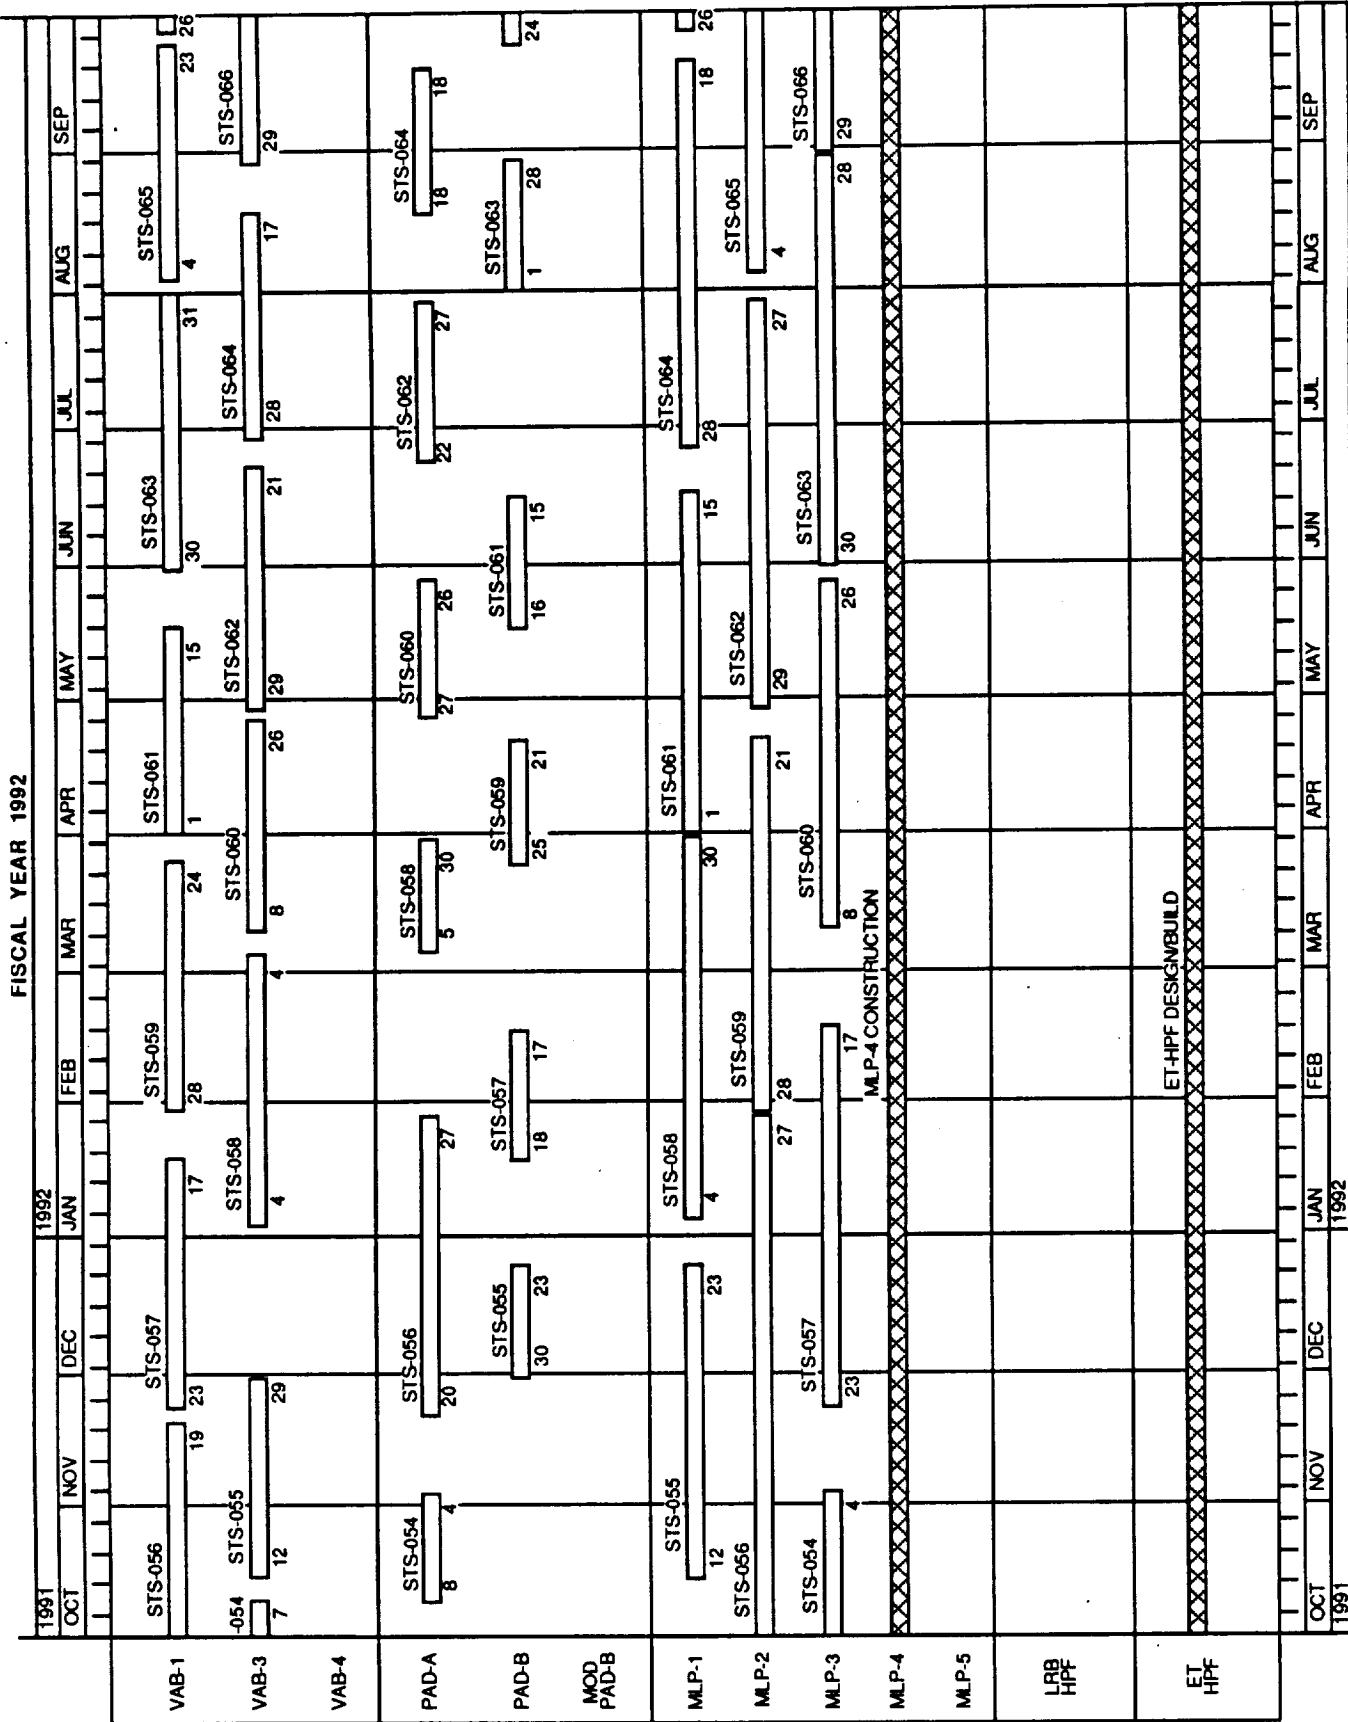 FISCAL YEAR 1992
1991 1992
OCT NOV DEC JAN FEB MAR APR MAY JUN JUL AUG SEP
VAB-1
STS-056 STS-057 STS-059 STS-061 STS-063 STS-065
19 23 17 28 24 1 15 30 31 4 23 26
VAB-3
-054 STS-055 STS-058 STS-060 STS-062 STS-064 STS-066
7 12 29 4 4 8 26 29 21 28 17 29
VAB-4
PAD-A
STS-054 STS-056 STS-058 STS-060 STS-062 STS-064
8 4 20 27 5 30 27 26 22 27 18 18
PAD-B
STS-055 STS-057 STS-059 STS-061 STS-063
30 23 18 17 25 21 16 15 1 28 24
MOD
PAD-B
MLP-1
STS-055 STS-058 STS-061 STS-064
12 23 4 30 1 15 28 18 26
MLP-2
STS-056 STS-059 STS-062 STS-065
27 28 21 29 27 4
MLP-3
STS-054 STS-057 STS-060 STS-063 STS-066
4 23 17 8 26 30 28 29
MLP-4
MLP-4 CONSTRUCTION
MLP-5
LRB
HPF
ET
HPF
ET-HPF DESIGN/BUILD
OCT NOV DEC JAN FEB MAR APR MAY JUN JUL AUG SEP
1991 1992